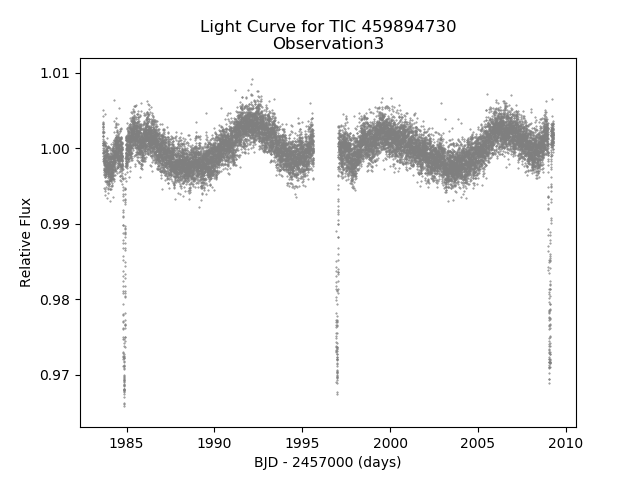 Light Curve for TIC 459894730
Observation3
1.01
1.00
0.99
0.98
0.97
Relative Flux
1985
1990
1995
2000
2005
2010
BJD - 2457000 (days)